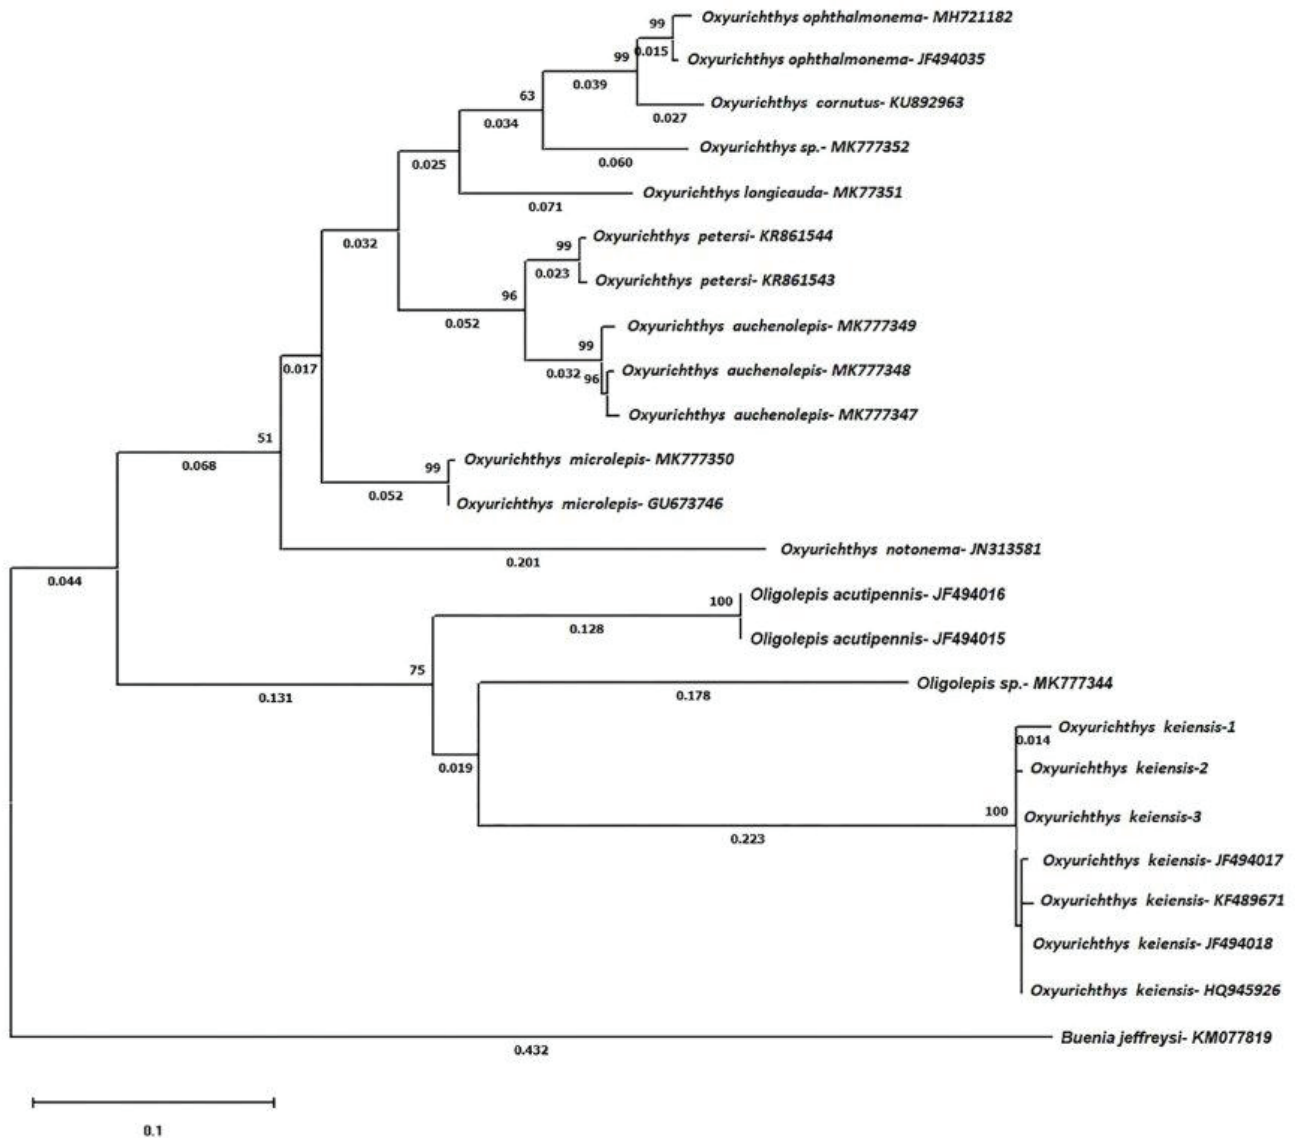 99
Oxyurichthys ophthalmonema- MH721182
0.015
99
Oxyurichthys ophthalmonema- JF494035
0.039
63
Oxyurichthys cornutus- KU892963
0.027
0.034
Oxyurichthys sp.- MK777352
0.060
0.025
Oxyurichthys longicauda- MK77351
0.071
0.032
Oxyurichthys petersi- KR861544
99
0.023
Oxyurichthys petersi- KR861543
96
0.052
Oxyurichthys auchenolepis- MK777349
99
0.032
96
Oxyurichthys auchenolepis- MK777348
0.017
Oxyurichthys auchenolepis- MK777347
51
0.068
Oxyurichthys microlepis- MK777350
99
0.052
Oxyurichthys microlepis- GU673746
Oxyurichthys notonema- JN313581
0.201
0.044
Oligolepis acutipennis- JF494016
100
0.128
Oligolepis acutipennis- JF494015
75
0.131
Oligolepis sp.- MK777344
0.178
Oxyurichthys keiensis-1
0.014
0.019
Oxyurichthys keiensis-2
100
Oxyurichthys keiensis-3
0.223
Oxyurichthys keiensis- JF494017
Oxyurichthys keiensis- KF489671
Oxyurichthys keiensis- JF494018
Oxyurichthys keiensis- HQ945926
Buenia jeffreysi- KM077819
0.432
0.1